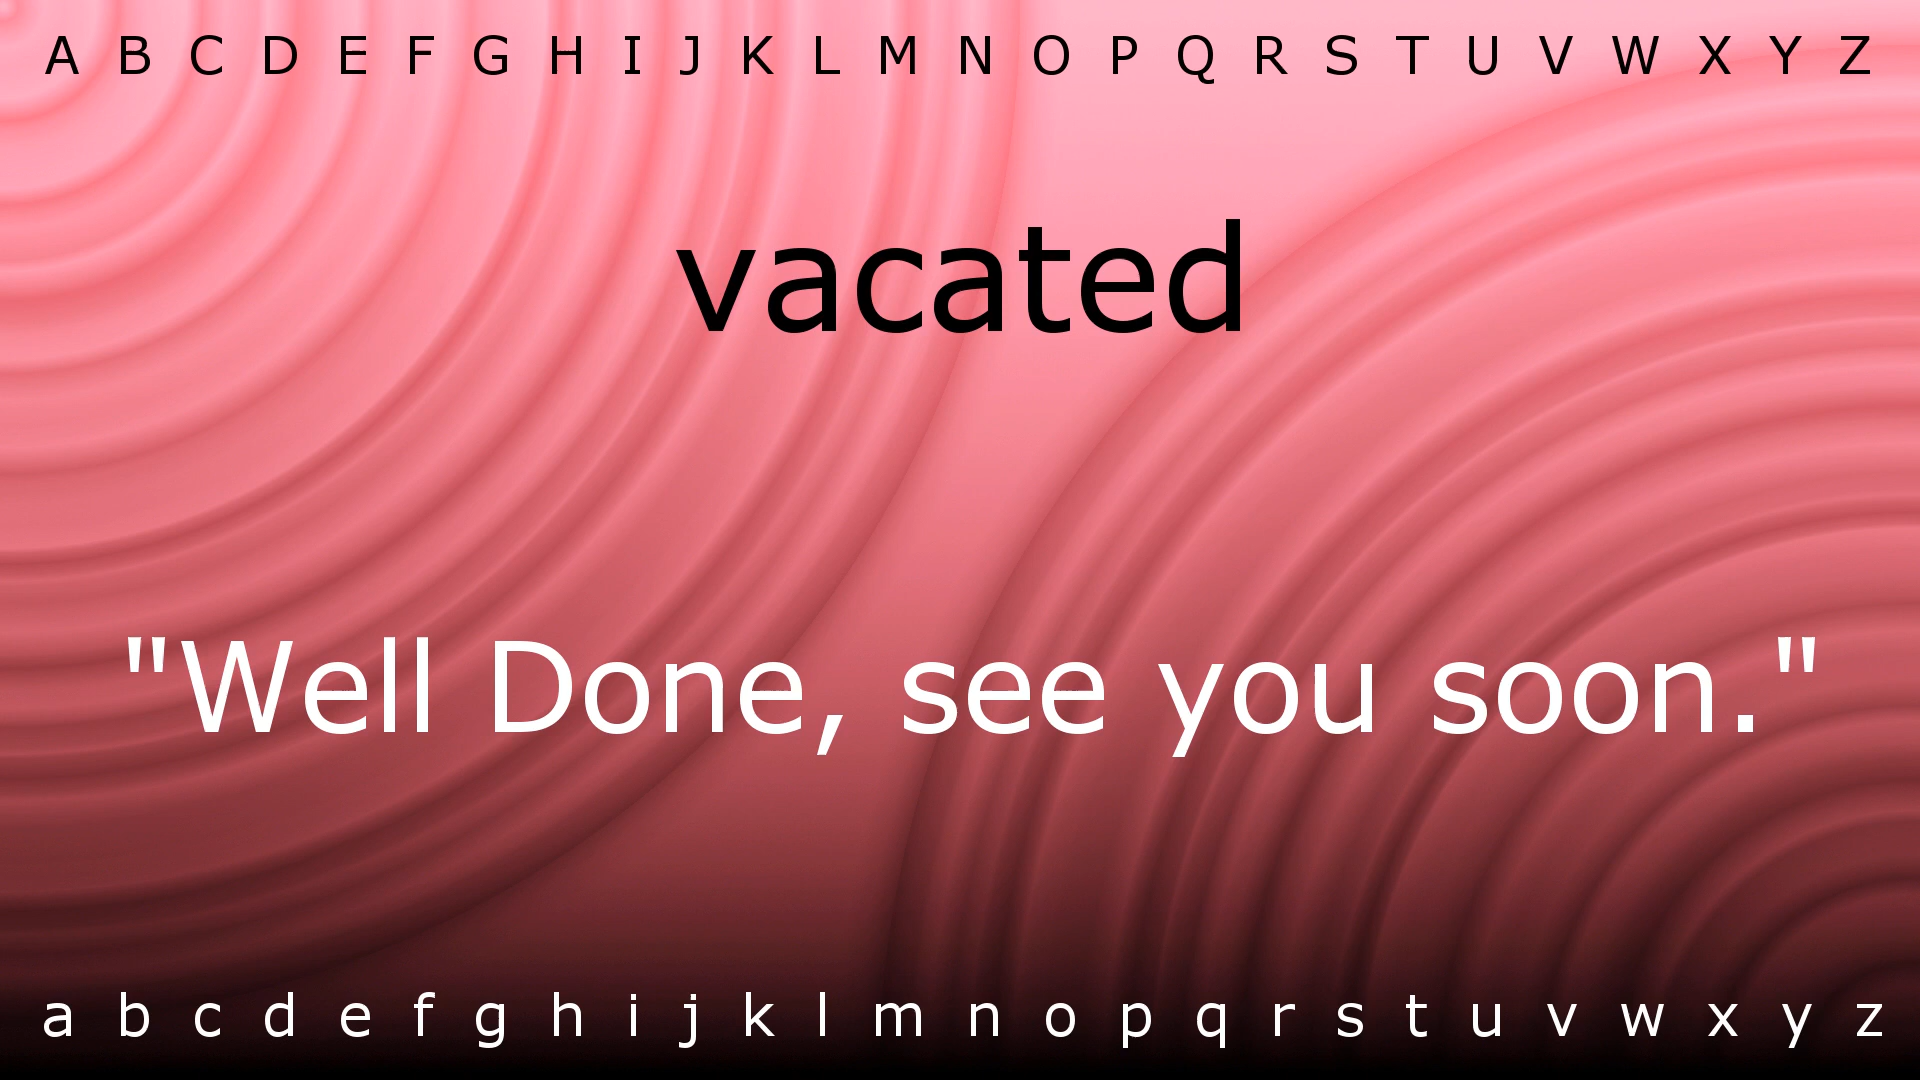 A B C D E F G H I J K L M N O P Q R S T U V W X Y Z
vacated
"Well Done, see you soon."
a b c d e f g h i j k l m n o p q r s t u v w x y z